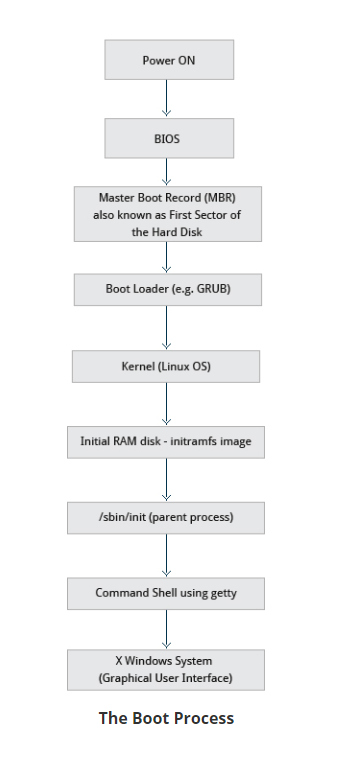 Power ON
BIOS
Master Boot Record (MBR)
also known as First Sector of
the Hard Disk
Boot Loader (e.g. GRUB)
Kernel (Linux OS)
Initial RAM disk - initramfs image
/sbin/init (parent process)
Command Shell using getty
X Windows System
(Graphical User Interface)
The Boot Process